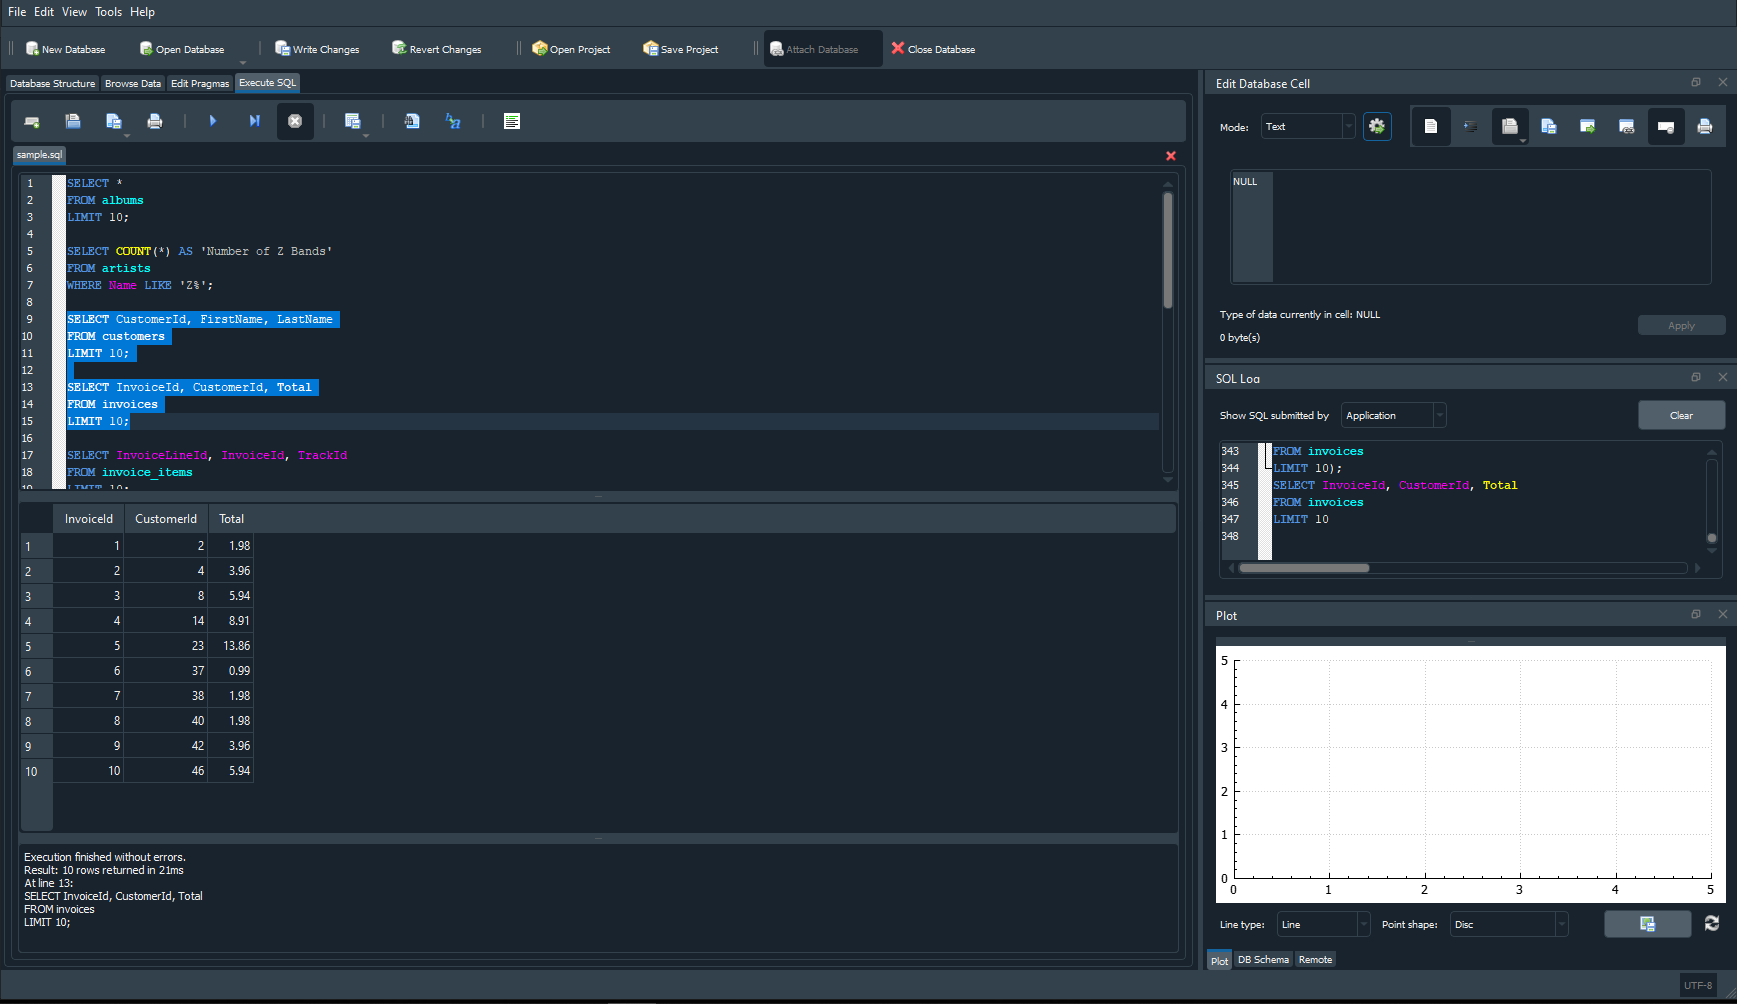 File Edit View Tools Help
New Database Open Database Write Changes Revert Changes Open Project Save Project Attach Database Close Database
Database Structure Browse Data Edit Pragmas Execute SQL
sample.sql
1 SELECT *
2 FROM albums
3 LIMIT 10;
4
5 SELECT COUNT(*) AS 'Number of Z Bands'
6 FROM artists
7 WHERE Name LIKE 'Z%';
8
9 SELECT CustomerId, FirstName, LastName
10 FROM customers
11 LIMIT 10;
12
13 SELECT InvoiceId, CustomerId, Total
14 FROM invoices
15 LIMIT 10;
16
17 SELECT InvoiceLineId, InvoiceId, TrackId
18 FROM invoice_items
19 LIMIT 10;
InvoiceId CustomerId Total
1 1 2 1.98
2 2 4 3.96
3 3 8 5.94
4 4 14 8.91
5 5 23 13.86
6 6 37 0.99
7 7 38 1.98
8 8 40 1.98
9 9 42 3.96
10 10 46 5.94
Execution finished without errors.
Result: 10 rows returned in 21ms
At line 13:
SELECT InvoiceId, CustomerId, Total
FROM invoices
LIMIT 10;
Edit Database Cell
Mode: Text
NULL
Type of data currently in cell: NULL
0 byte(s)
Apply
SQL Log
Show SQL submitted by Application Clear
343 FROM invoices
344 LIMIT 10);
345 SELECT InvoiceId, CustomerId, Total
346 FROM invoices
347 LIMIT 10
348
Plot
5
4
3
2
1
0
0 1 2 3 4 5
Line type: Line Point shape: Disc
Plot DB Schema Remote
UTF-8